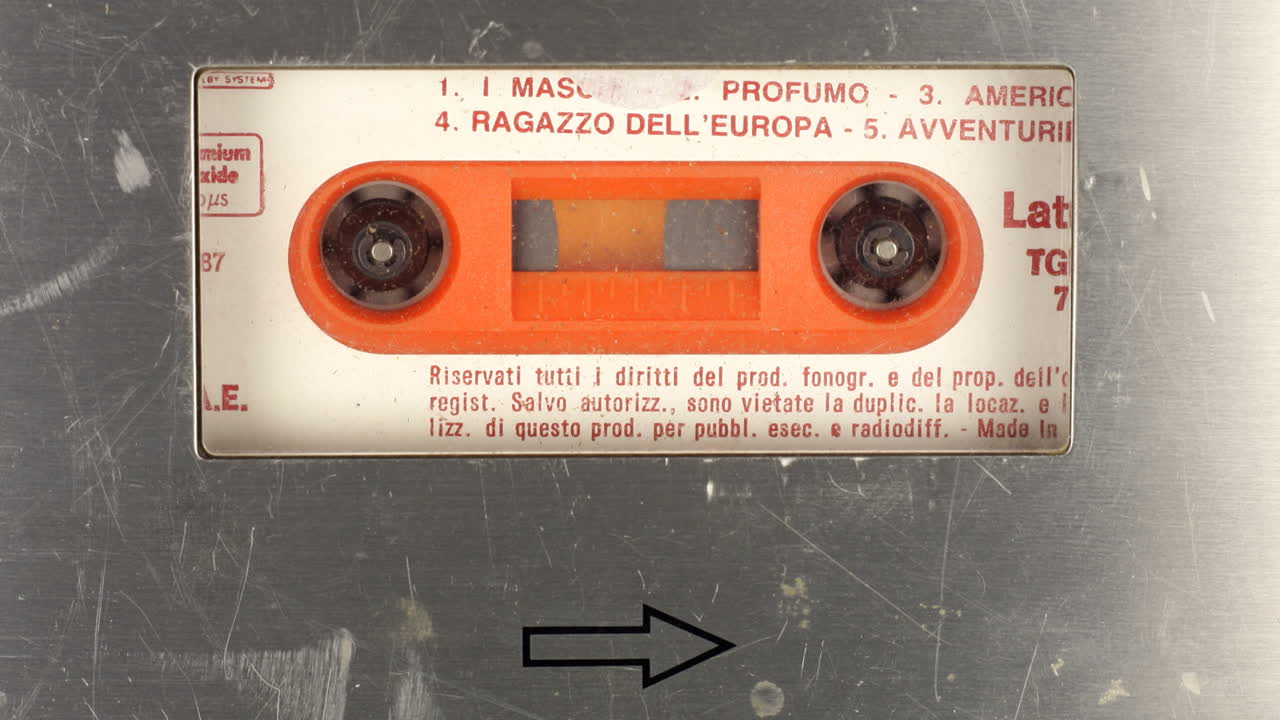 BY SYSTEM
1. I MASC 2. PROFUMO - 3. AMERIC
4. RAGAZZO DELL'EUROPA - 5. AVVENTURI
mium
xide
µs
87
Lat
TG
7
A.E.
Riservati tutti i diritti del prod. fonogr. e del prop. dell'
regist. Salvo autorizz., sono vietate la duplic. la locaz. e
lizz. di questo prod. per pubbl. esec. e radiodiff. - Made in